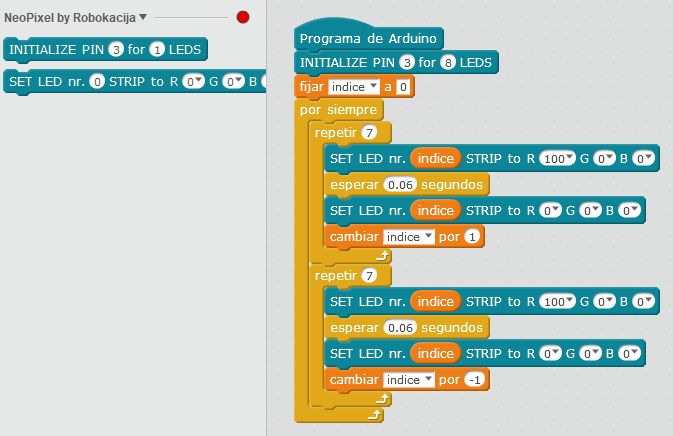 NeoPixel by Robokacija
INITIALIZE PIN 3 for 1 LEDS
SET LED nr. 0 STRIP to R 0 G 0 B
Programa de Arduino
INITIALIZE PIN 3 for 8 LEDS
fijar indice a 0
por siempre
repetir 7
SET LED nr. indice STRIP to R 100 G 0 B 0
esperar 0.06 segundos
SET LED nr. indice STRIP to R 0 G 0 B 0
cambiar indice por 1
repetir 7
SET LED nr. indice STRIP to R 100 G 0 B 0
esperar 0.06 segundos
SET LED nr. indice STRIP to R 0 G 0 B 0
cambiar indice por -1